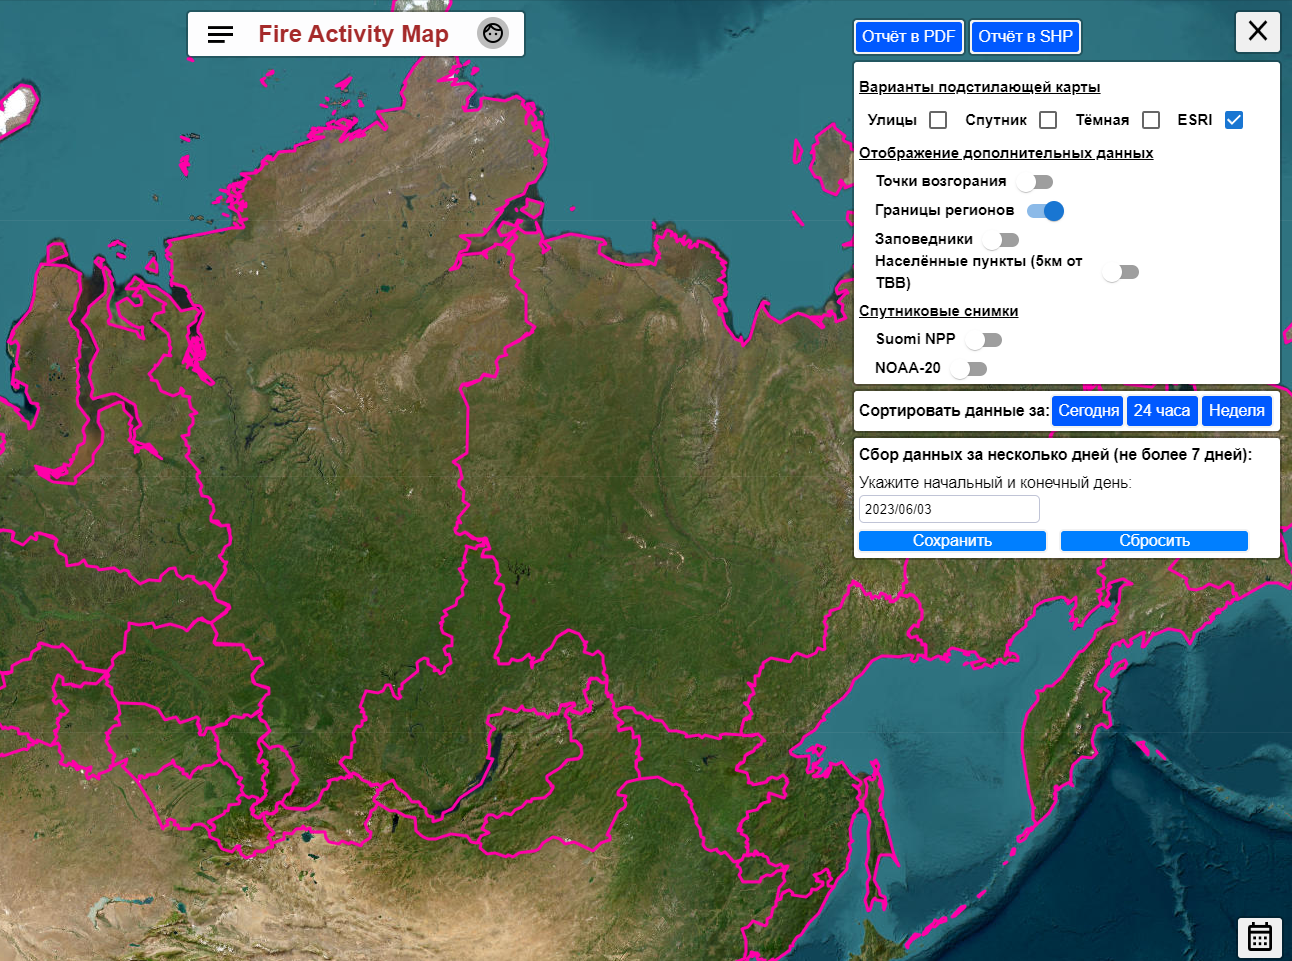 Fire Activity Map
Отчёт в PDF
Отчёт в SHP
Варианты подстилающей карты
Улицы Спутник Тёмная ESRI
Отображение дополнительных данных
Точки возгорания
Границы регионов
Заповедники
Населённые пункты (5км от
ТВВ)
Спутниковые снимки
Suomi NPP
NOAA-20
Сортировать данные за: Сегодня 24 часа Неделя
Сбор данных за несколько дней (не более 7 дней):
Укажите начальный и конечный день:
2023/06/03
Сохранить Сбросить